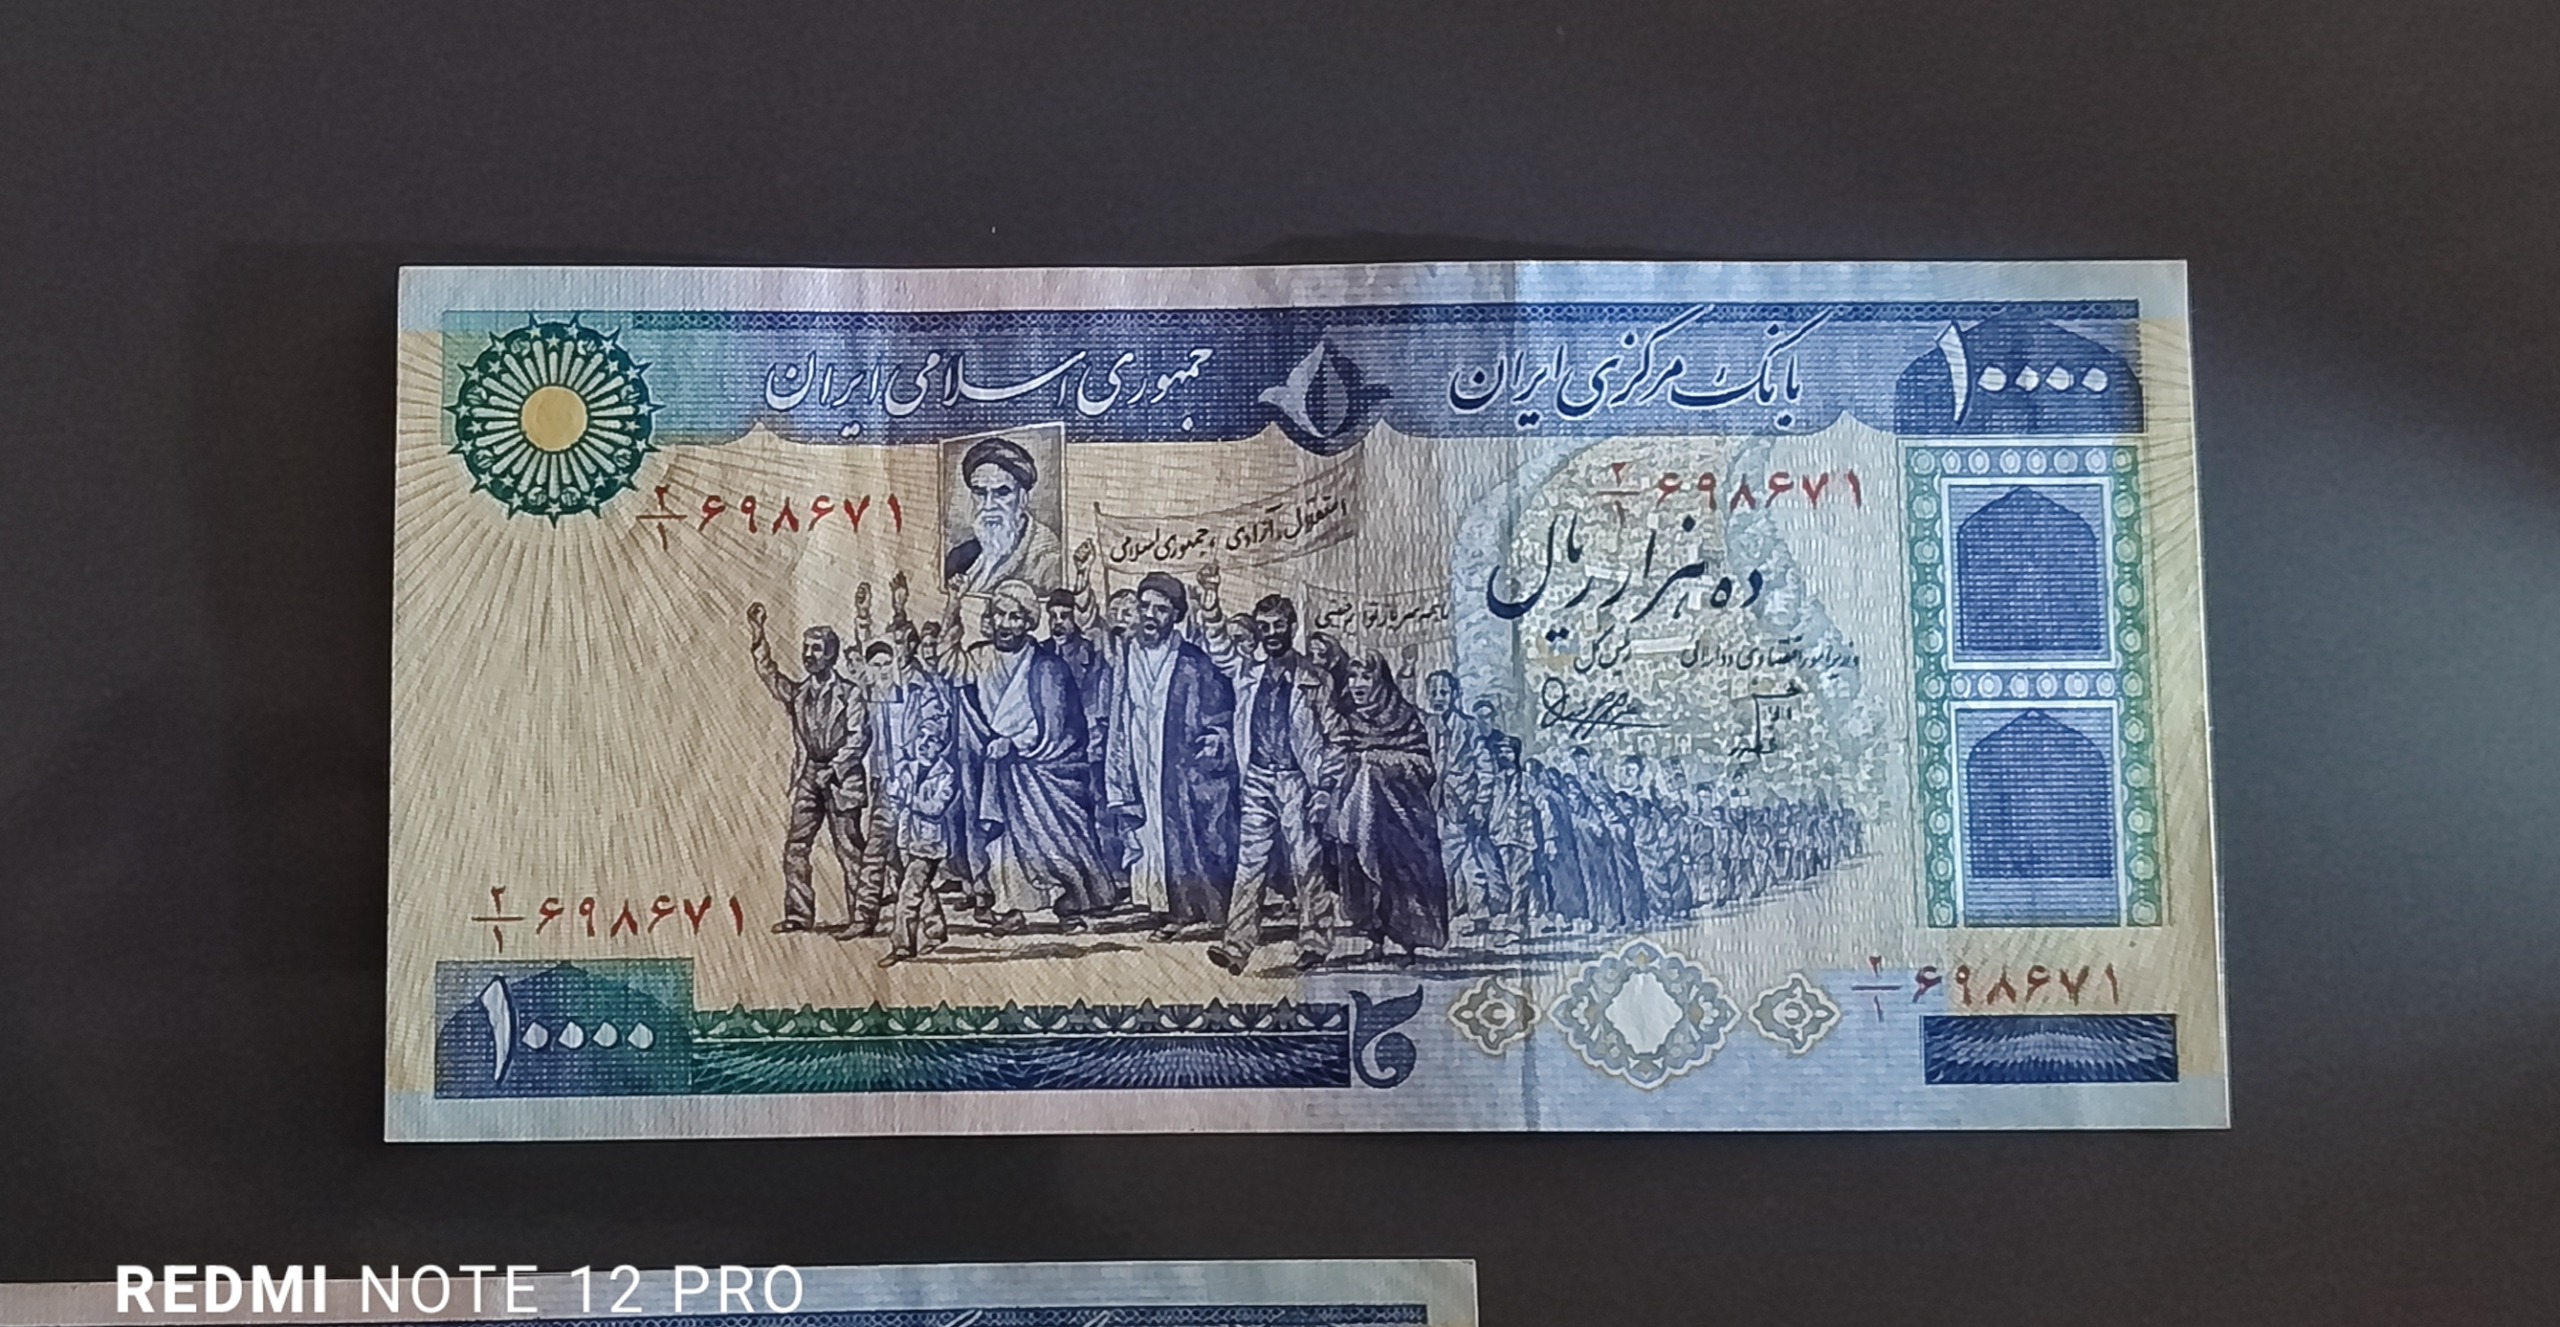 جمهوری اسلامی ایران
بانک مرکزی ایران
۱۰۰۰۰
۲/۱ ۶۹۸۶۷۱
۲/۱ ۶۹۸۶۷۱
استقلال، آزادی، جمهوری اسلامی
ده هزار ریال
وزیر امور اقتصادی و دارائی
رئیس کل
۲/۱ ۶۹۸۶۷۱
۲/۱ ۶۹۸۶۷۱
۱۰۰۰۰
REDMI NOTE 12 PRO